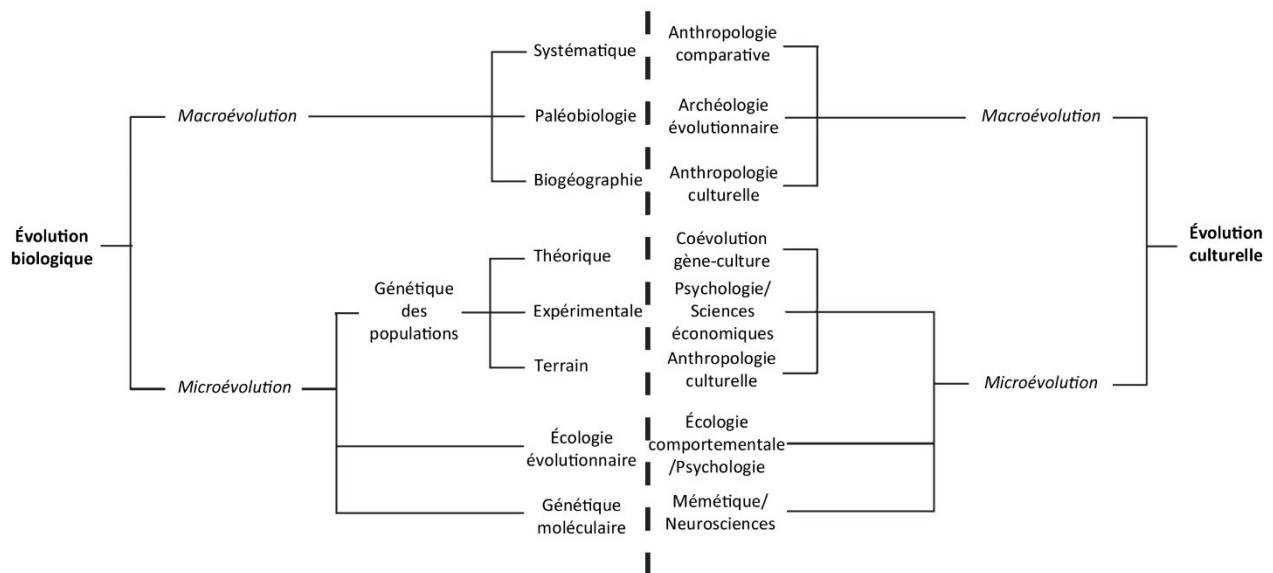 Systématique
Anthropologie
comparative
Macroévolution
Paléobiologie
Archéologie
évolutionnaire
Macroévolution
Biogéographie
Anthropologie
culturelle
Évolution
biologique
Évolution
culturelle
Théorique
Coévolution
gène-culture
Génétique
des
populations
Expérimentale
Psychologie/
Sciences
économiques
Terrain
Anthropologie
culturelle
Microévolution
Microévolution
Écologie
évolutionnaire
Écologie
comportementale
/Psychologie
Génétique
moléculaire
Mémétique/
Neurosciences